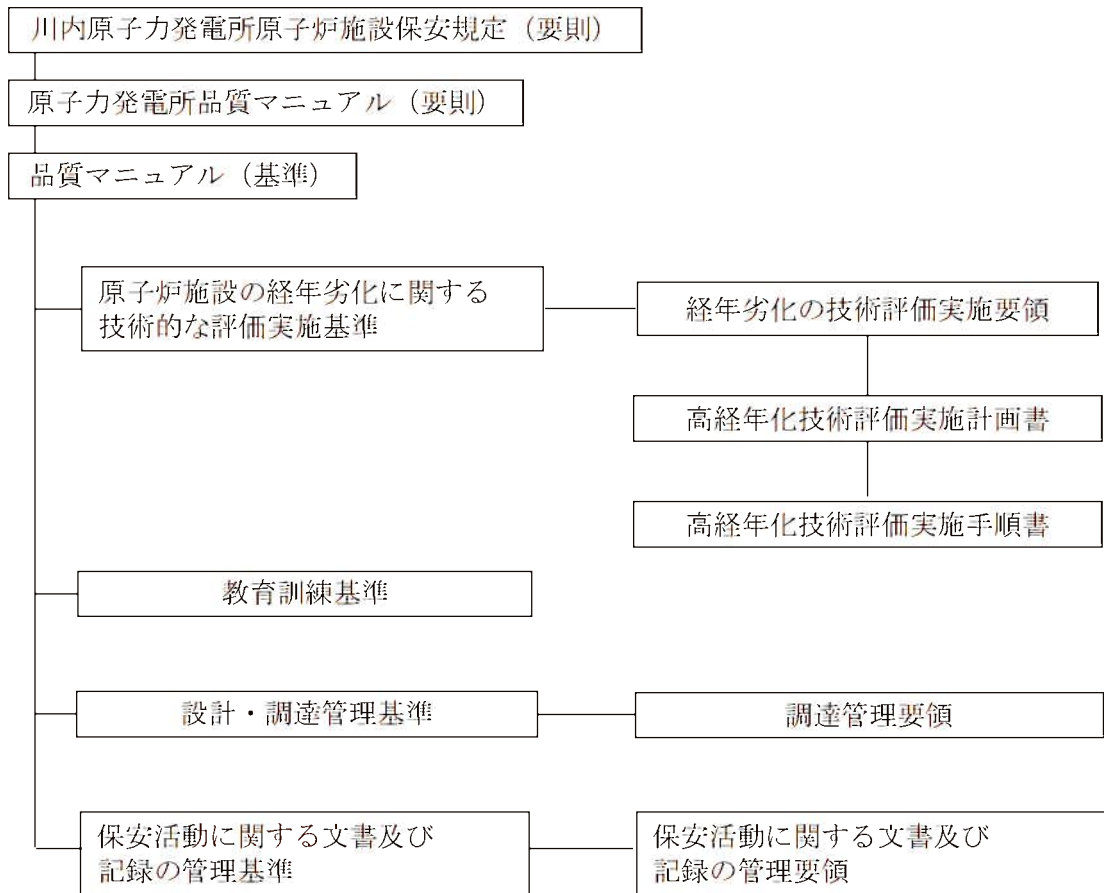 川内原子力発電所原子炉施設保安規定（要則）
原子力発電所品質マニュアル（要則）
品質マニュアル（基準）
原子炉施設の経年劣化に関する
技術的な評価実施基準
経年劣化の技術評価実施要領
高経年化技術評価実施計画書
高経年化技術評価実施手順書
教育訓練基準
設計・調達管理基準
調達管理要領
保安活動に関する文書及び
記録の管理基準
保安活動に関する文書及び
記録の管理要領